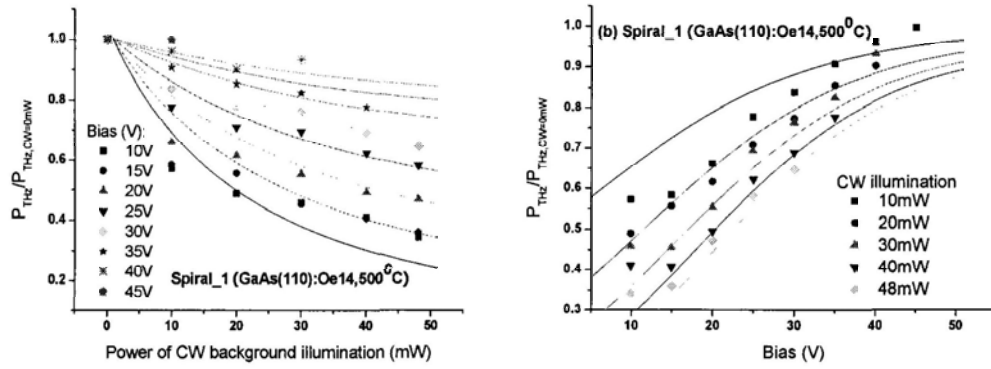 P_THz/P_THz,CW=0mW
1.0
0.8
0.6
0.4
0.2
Bias (V):
10V
15V
20V
25V
30V
35V
40V
45V
Spiral_1 (GaAs(110):Oe14,500°C)
0 10 20 30 40 50
Power of CW background illumination (mW)
P_THz/P_THz,CW=0mW
1.0
0.9
0.8
0.7
0.6
0.5
0.4
0.3
(b) Spiral_1 (GaAs(110):Oe14,500⁰C)
CW illumination
10mW
20mW
30mW
40mW
48mW
10 20 30 40 50
Bias (V)